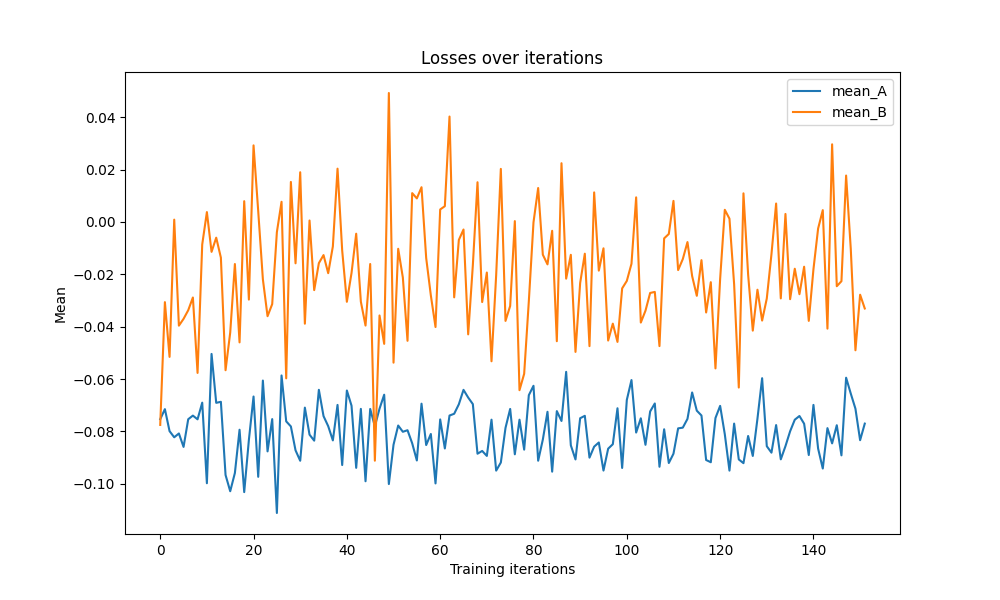 Losses over iterations
mean_A
mean_B
Mean
0.04
0.02
0.00
−0.02
−0.04
−0.06
−0.08
−0.10
0 20 40 60 80 100 120 140
Training iterations